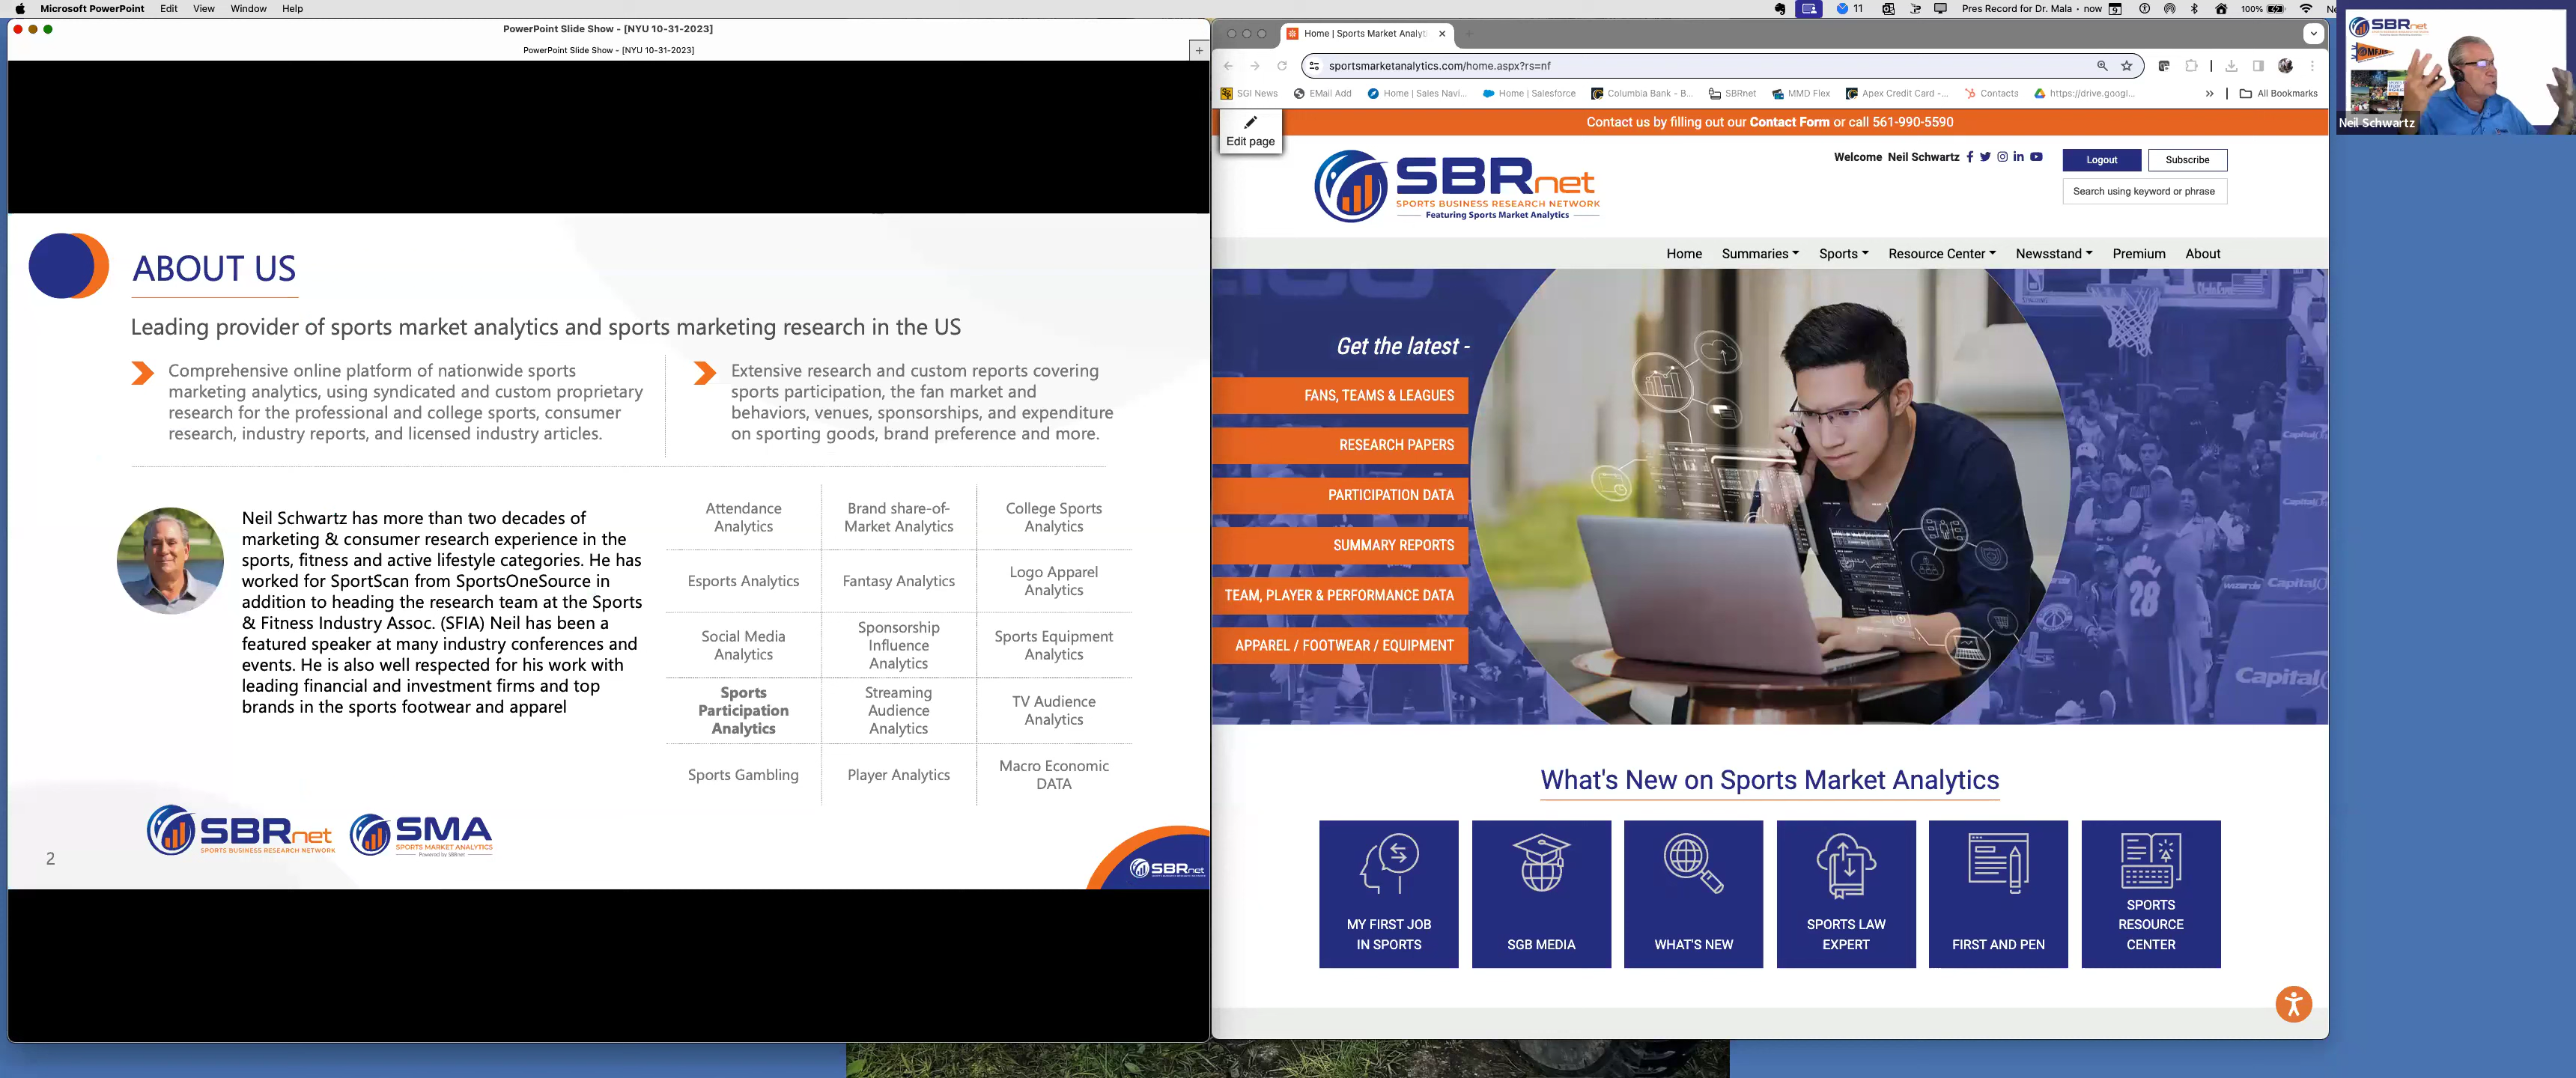 Microsoft PowerPoint Edit View Window Help
11
Pres Record for Dr. Mala · now
9
100%
PowerPoint Slide Show - [NYU 10-31-2023]
PowerPoint Slide Show - [NYU 10-31-2023]
ABOUT US
Leading provider of sports market analytics and sports marketing research in the US
Comprehensive online platform of nationwide sports
marketing analytics, using syndicated and custom proprietary
research for the professional and college sports, consumer
research, industry reports, and licensed industry articles.
Extensive research and custom reports covering
sports participation, the fan market and
behaviors, venues, sponsorships, and expenditure
on sporting goods, brand preference and more.
Neil Schwartz has more than two decades of
marketing & consumer research experience in the
sports, fitness and active lifestyle categories. He has
worked for SportScan from SportsOneSource in
addition to heading the research team at the Sports
& Fitness Industry Assoc. (SFIA) Neil has been a
featured speaker at many industry conferences and
events. He is also well respected for his work with
leading financial and investment firms and top
brands in the sports footwear and apparel
Attendance
Analytics
Brand share-of-
Market Analytics
College Sports
Analytics
Esports Analytics
Fantasy Analytics
Logo Apparel
Analytics
Social Media
Analytics
Sponsorship
Influence
Analytics
Sports Equipment
Analytics
Sports
Participation
Analytics
Streaming
Audience
Analytics
TV Audience
Analytics
Sports Gambling
Player Analytics
Macro Economic
DATA
SBRnet
SPORTS BUSINESS RESEARCH NETWORK
SMA
SPORTS MARKET ANALYTICS
Powered by SBRnet
2
SBRnet
Home | Sports Market Analyt
sportsmarketanalytics.com/home.aspx?rs=nf
SGI News
EMail Add
Home | Sales Navi...
Home | Salesforce
Columbia Bank - B...
SBRnet
MMD Flex
Apex Credit Card -...
Contacts
https://drive.googl...
All Bookmarks
Contact us by filling out our Contact Form or call 561-990-5590
Edit page
SBRnet
SPORTS BUSINESS RESEARCH NETWORK
Featuring Sports Market Analytics
Welcome Neil Schwartz
Logout
Subscribe
Search using keyword or phrase
Home Summaries Sports Resource Center Newsstand Premium About
Get the latest -
FANS, TEAMS & LEAGUES
RESEARCH PAPERS
PARTICIPATION DATA
SUMMARY REPORTS
TEAM, PLAYER & PERFORMANCE DATA
APPAREL / FOOTWEAR / EQUIPMENT
28
wizards
Capital
Capital
What's New on Sports Market Analytics
MY FIRST JOB
IN SPORTS
SGB MEDIA
WHAT'S NEW
SPORTS LAW
EXPERT
FIRST AND PEN
SPORTS
RESOURCE
CENTER
SBRnet
Neil Schwartz